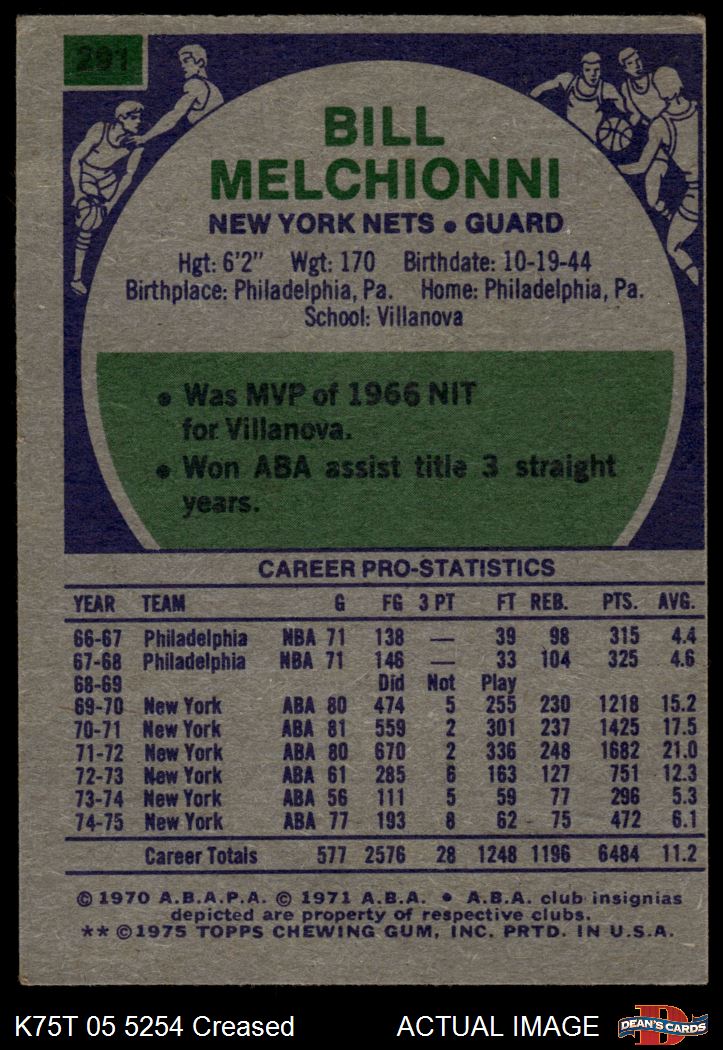 291
BILL
MELCHIONNI
NEW YORK NETS • GUARD
Hgt: 6'2" Wgt: 170 Birthdate: 10-19-44
Birthplace: Philadelphia, Pa. Home: Philadelphia, Pa.
School: Villanova
• Was MVP of 1966 NIT
for Villanova.
• Won ABA assist title 3 straight
years.
CAREER PRO-STATISTICS
YEAR TEAM G FG 3 PT FT REB. PTS. AVG.
66-67 Philadelphia NBA 71 138 — 39 98 315 4.4
67-68 Philadelphia NBA 71 146 — 33 104 325 4.6
68-69 Did Not Play
69-70 New York ABA 80 474 5 255 230 1218 15.2
70-71 New York ABA 81 559 2 301 237 1425 17.5
71-72 New York ABA 80 670 2 336 248 1682 21.0
72-73 New York ABA 61 285 6 163 127 751 12.3
73-74 New York ABA 56 111 5 59 77 296 5.3
74-75 New York ABA 77 193 8 62 75 472 6.1
Career Totals 577 2576 28 1248 1196 6484 11.2
© 1970 A.B.A.P.A. © 1971 A.B.A. • A.B.A. club insignias
depicted are property of respective clubs.
** ©1975 TOPPS CHEWING GUM, INC. PRTD. IN U.S.A.
K75T 05 5254 Creased ACTUAL IMAGE D DEAN'S CARDS